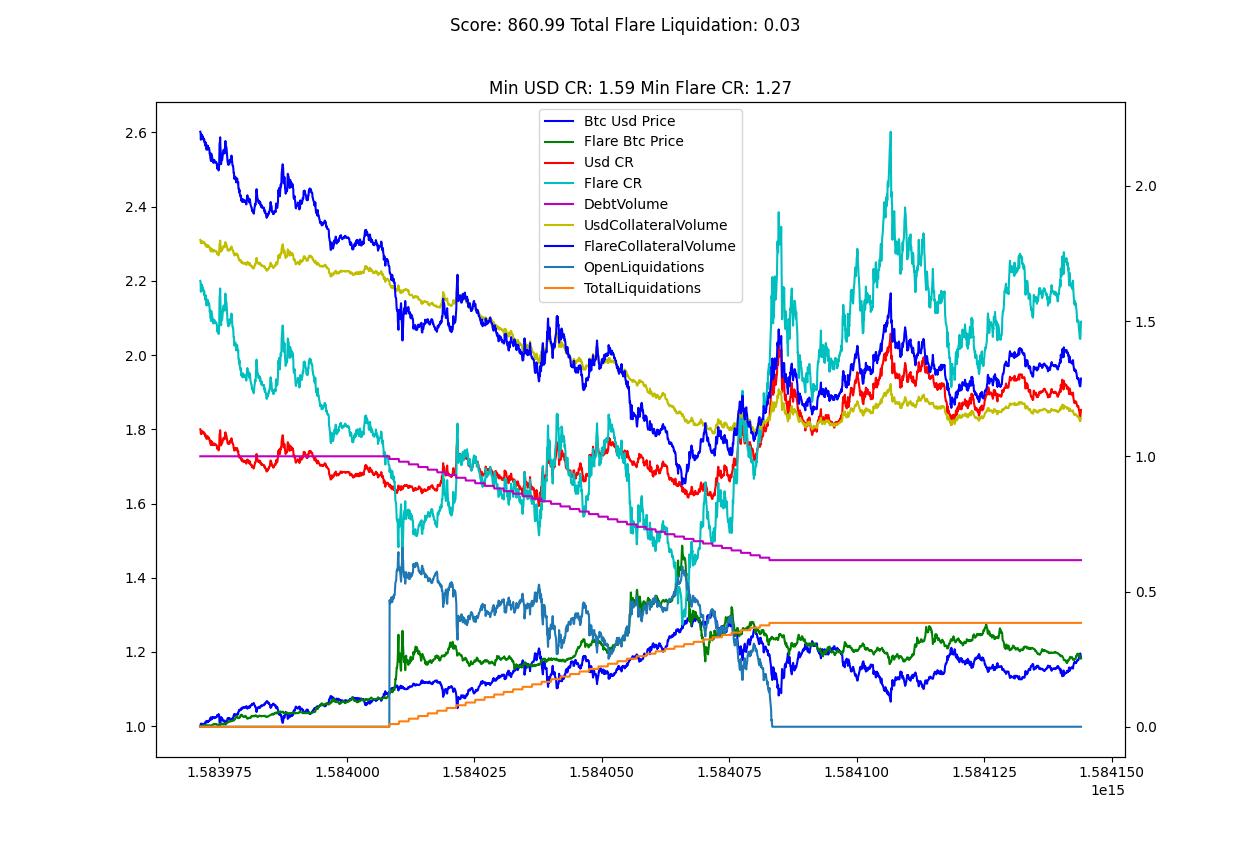 Score: 860.99 Total Flare Liquidation: 0.03
Min USD CR: 1.59 Min Flare CR: 1.27
Btc Usd Price
Flare Btc Price
Usd CR
Flare CR
DebtVolume
UsdCollateralVolume
FlareCollateralVolume
OpenLiquidations
TotalLiquidations
2.6
2.4
2.2
2.0
1.8
1.6
1.4
1.2
1.0
2.0
1.5
1.0
0.5
0.0
1.583975 1.584000 1.584025 1.584050 1.584075 1.584100 1.584125 1.584150
1e15